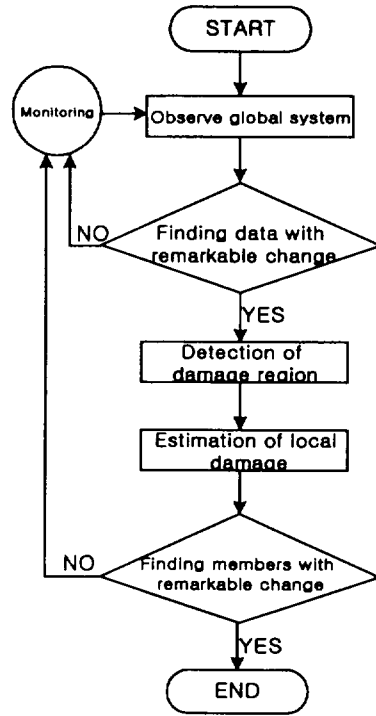 START
Monitoring
Observe global system
Finding data with
remarkable change
NO
YES
Detection of
damage region
Estimation of local
damage
Finding members with
remarkable change
NO
YES
END